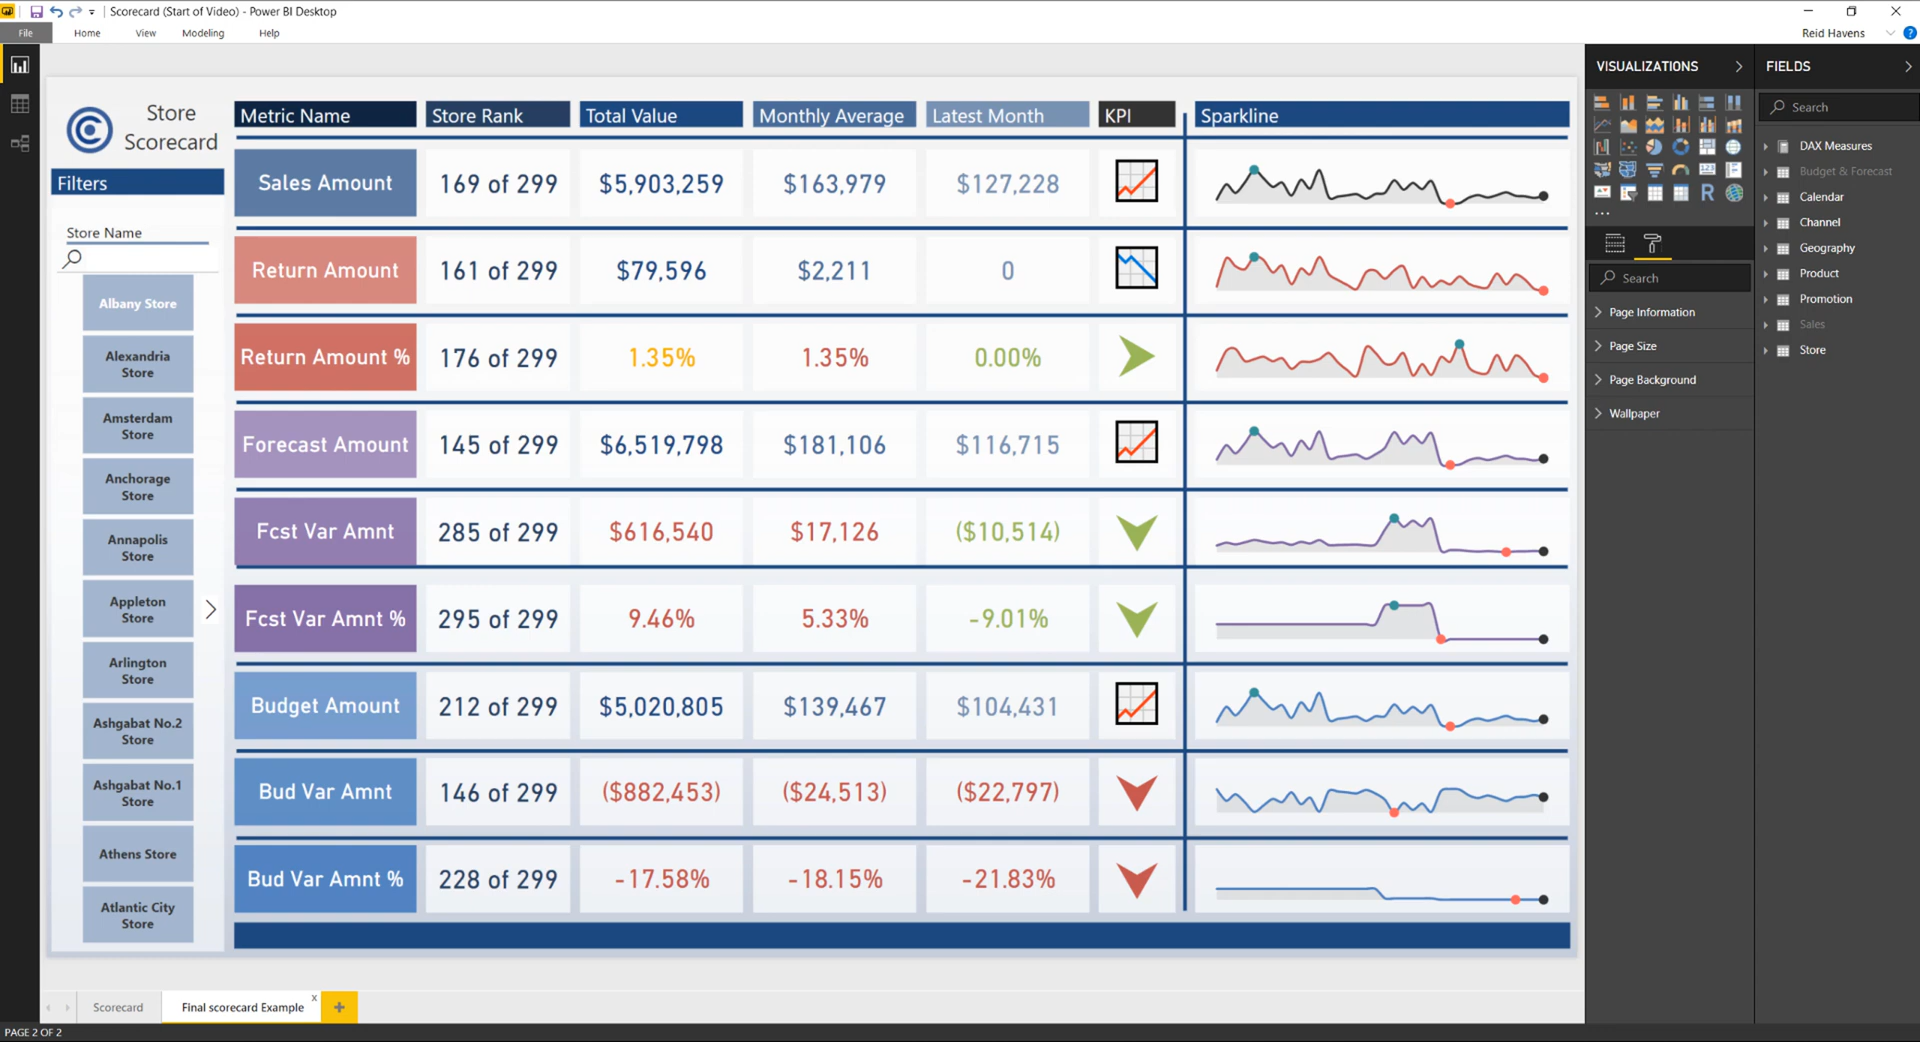 Scorecard (Start of Video) - Power BI Desktop
File Home View Modeling Help
Reid Havens
?
Store
Scorecard
Filters
Store Name
Albany Store
Alexandria
Store
Amsterdam
Store
Anchorage
Store
Annapolis
Store
Appleton
Store
Arlington
Store
Ashgabat No.2
Store
Ashgabat No.1
Store
Athens Store
Atlantic City
Store
Metric Name Store Rank Total Value Monthly Average Latest Month KPI Sparkline
Sales Amount 169 of 299 $5,903,259 $163,979 $127,228
Return Amount 161 of 299 $79,596 $2,211 0
Return Amount % 176 of 299 1.35% 1.35% 0.00%
Forecast Amount 145 of 299 $6,519,798 $181,106 $116,715
Fcst Var Amnt 285 of 299 $616,540 $17,126 ($10,514)
Fcst Var Amnt % 295 of 299 9.46% 5.33% -9.01%
Budget Amount 212 of 299 $5,020,805 $139,467 $104,431
Bud Var Amnt 146 of 299 ($882,453) ($24,513) ($22,797)
Bud Var Amnt % 228 of 299 -17.58% -18.15% -21.83%
VISUALIZATIONS
R
...
Search
Page Information
Page Size
Page Background
Wallpaper
FIELDS
Search
DAX Measures
Budget & Forecast
Calendar
Channel
Geography
Product
Promotion
Sales
Store
Scorecard Final scorecard Example x +
PAGE 2 OF 2